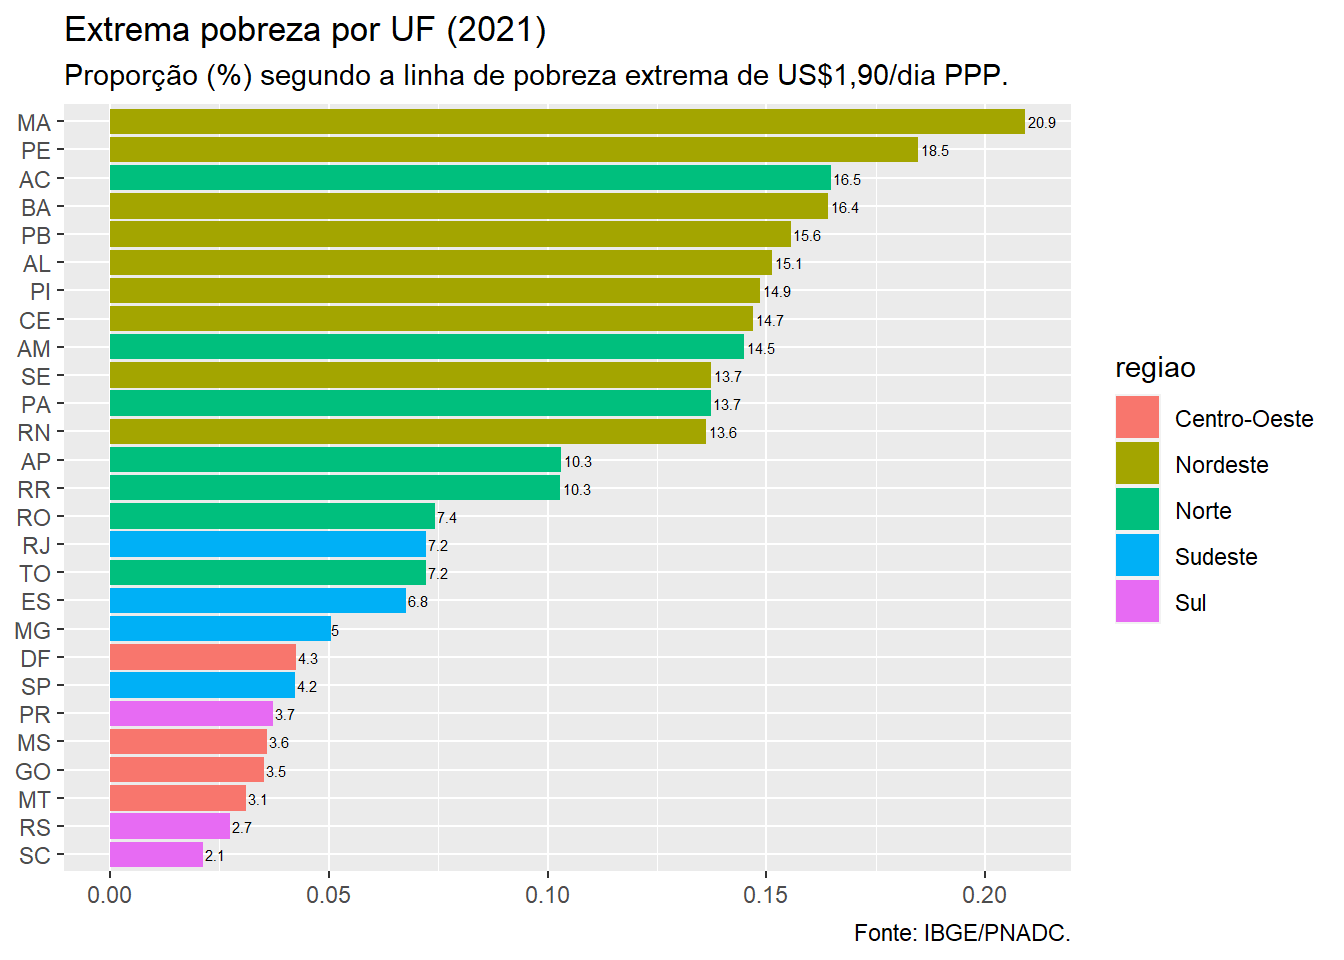 Extrema pobreza por UF (2021)
Proporção (%) segundo a linha de pobreza extrema de US$1,90/dia PPP.
MA 20.9
PE 18.5
AC 16.5
BA 16.4
PB 15.6
AL 15.1
PI 14.9
CE 14.7
AM 14.5
SE 13.7
PA 13.7
RN 13.6
AP 10.3
RR 10.3
RO 7.4
RJ 7.2
TO 7.2
ES 6.8
MG 5
DF 4.3
SP 4.2
PR 3.7
MS 3.6
GO 3.5
MT 3.1
RS 2.7
SC 2.1
0.00 0.05 0.10 0.15 0.20
regiao
Centro-Oeste
Nordeste
Norte
Sudeste
Sul
Fonte: IBGE/PNADC.